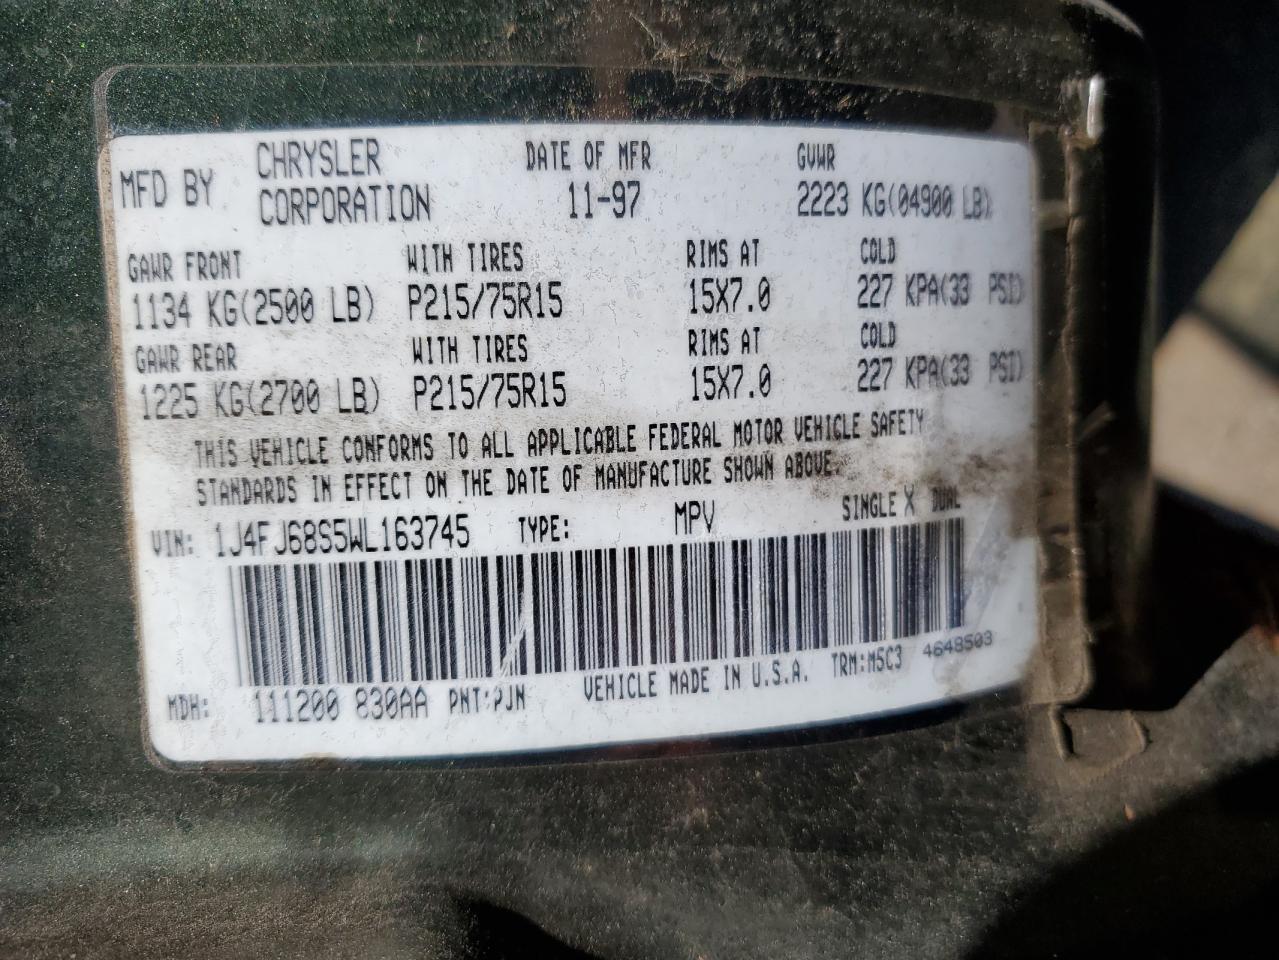 MFD BY CHRYSLER CORPORATION DATE OF MFR 11-97 GVWR 2223 KG(04900 LB)
GAWR FRONT WITH TIRES RIMS AT COLD
1134 KG(2500 LB) P215/75R15 15X7.0 227 KPA(33 PSI)
GAWR REAR WITH TIRES RIMS AT COLD
1225 KG(2700 LB) P215/75R15 15X7.0 227 KPA(33 PSI)
THIS VEHICLE CONFORMS TO ALL APPLICABLE FEDERAL MOTOR VEHICLE SAFETY
STANDARDS IN EFFECT ON THE DATE OF MANUFACTURE SHOWN ABOVE.
VIN: 1J4FJ68S5WL163745 TYPE: MPV SINGLE X DUAL
MDH: 111200 830AA PNT:PJN VEHICLE MADE IN U.S.A. TRM:M5C3 4648503